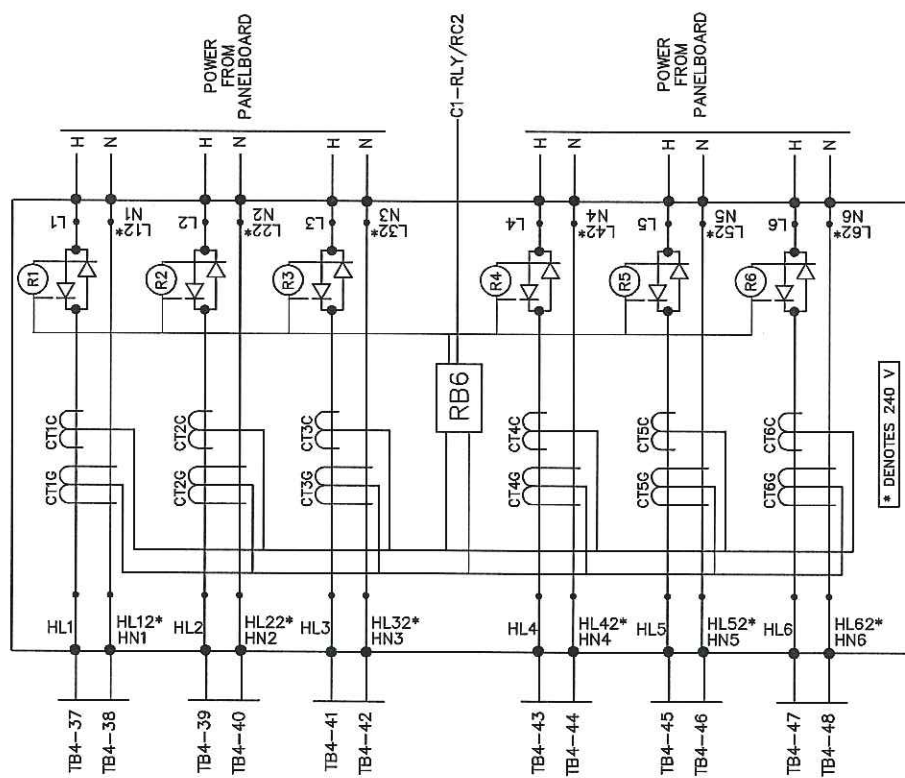 POWER
FROM
PANELBOARD
C1-RLY/RC2
POWER
FROM
PANELBOARD
H
N
H
N
H
N
H
N
H
N
H
N
L1
N1
L12*
L2
N2
L22*
L3
N3
L32*
L4
N4
L42*
L5
N5
L52*
L6
N6
L62*
R1
R2
R3
R4
R5
R6
RB6
CT1C
CT2C
CT3C
CT4C
CT5C
CT6C
CT1G
CT2G
CT3G
CT4G
CT5G
CT6G
* DENOTES 240 V
HL1
HL12*
HN1
HL2
HL22*
HN2
HL3
HL32*
HN3
HL4
HL42*
HN4
HL5
HL52*
HN5
HL6
HL62*
HN6
TB4-37
TB4-38
TB4-39
TB4-40
TB4-41
TB4-42
TB4-43
TB4-44
TB4-45
TB4-46
TB4-47
TB4-48